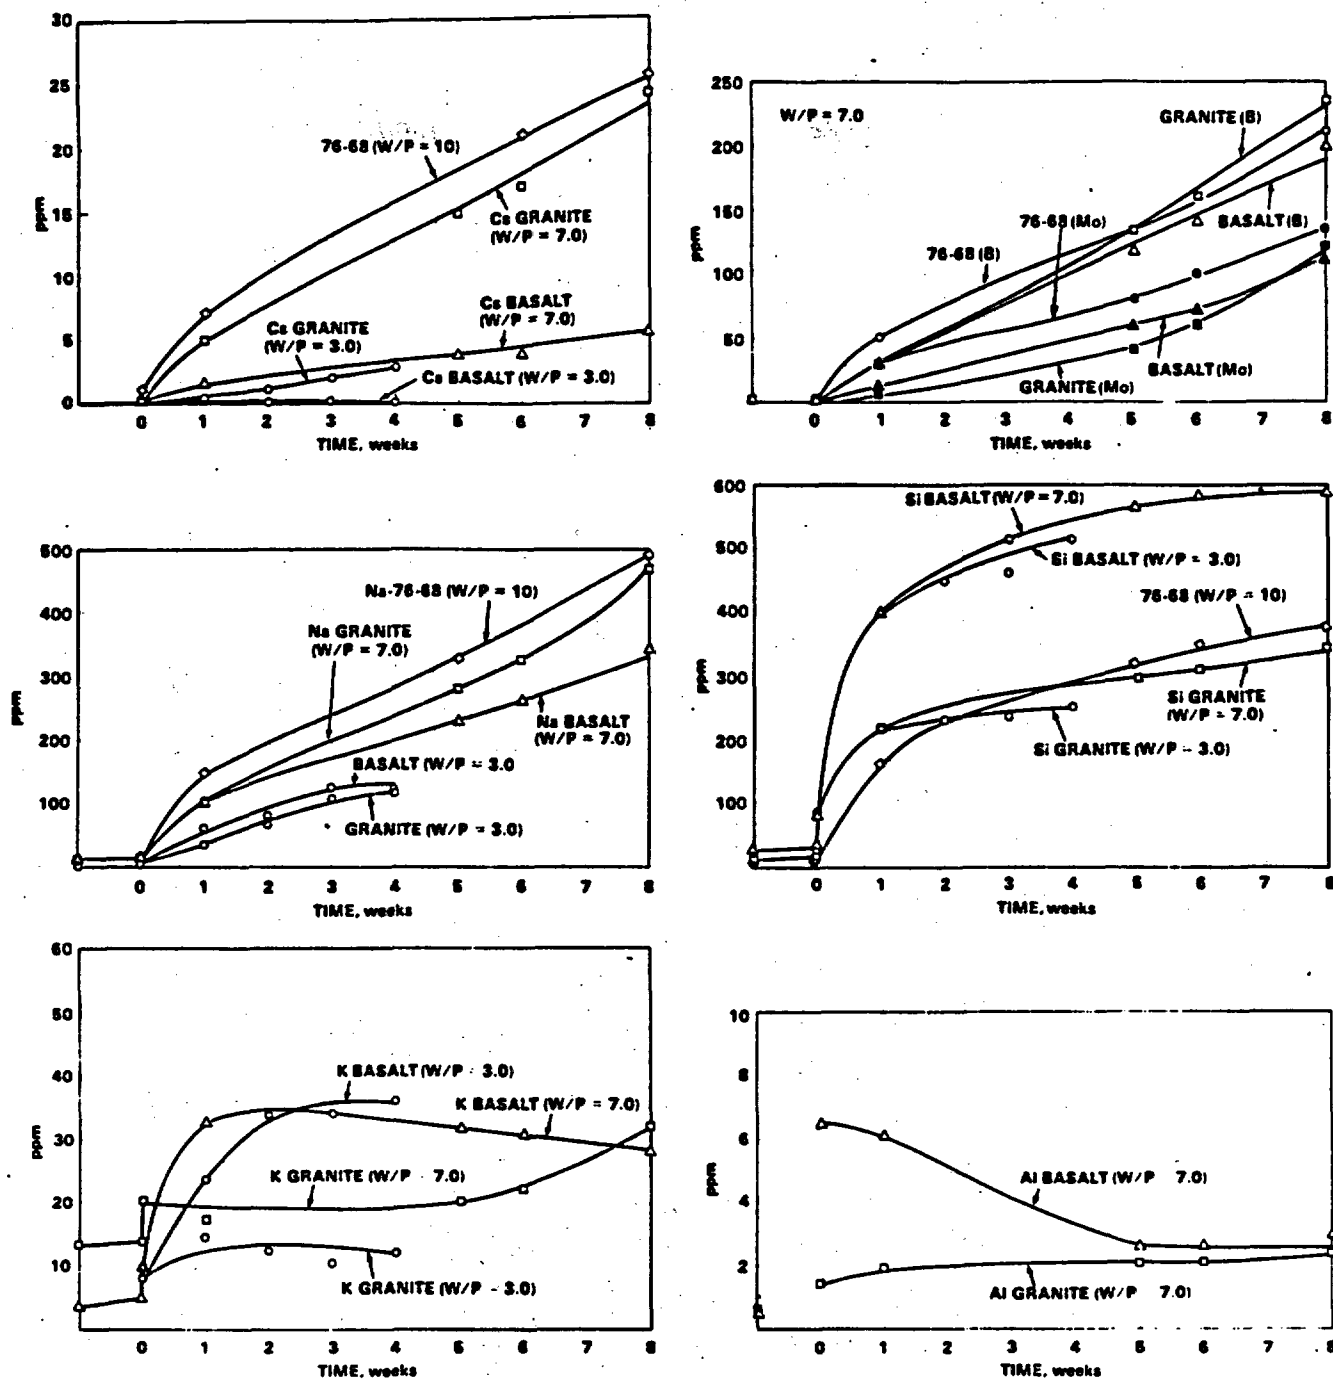 30
25
20
15
10
5
0
ppm
76-68 (W/P = 10)
Cs GRANITE
(W/P = 7.0)
Cs BASALT
(W/P = 7.0)
Cs GRANITE
(W/P = 3.0)
Cs BASALT (W/P = 3.0)
0 1 2 3 4 5 6 7 8
TIME, weeks
250
200
150
100
50
ppm
W/P = 7.0
GRANITE (B)
76-68 (Mo)
BASALT (B)
76-68 (B)
BASALT (Mo)
GRANITE (Mo)
0 1 2 3 4 5 6 7 8
TIME, weeks
500
400
300
200
100
ppm
Na-76-68 (W/P = 10)
Na GRANITE
(W/P = 7.0)
Na BASALT
(W/P = 7.0)
BASALT (W/P = 3.0
GRANITE (W/P = 3.0)
0 1 2 3 4 5 6 7 8
TIME, weeks
600
500
400
300
200
100
ppm
Si BASALT (W/P = 7.0)
Si BASALT (W/P = 3.0)
76-68 (W/P = 10)
Si GRANITE
(W/P = 7.0)
Si GRANITE (W/P - 3.0)
0 1 2 3 4 5 6 7 8
TIME, weeks
60
50
40
30
20
10
ppm
K BASALT (W/P - 3.0)
K BASALT (W/P = 7.0)
K GRANITE (W/P - 7.0)
K GRANITE (W/P - 3.0)
0 1 2 3 4 5 6 7 8
TIME, weeks
10
8
6
4
2
ppm
Al BASALT (W/P 7.0)
Al GRANITE (W/P 7.0)
0 1 2 3 4 5 6 7 8
TIME, weeks